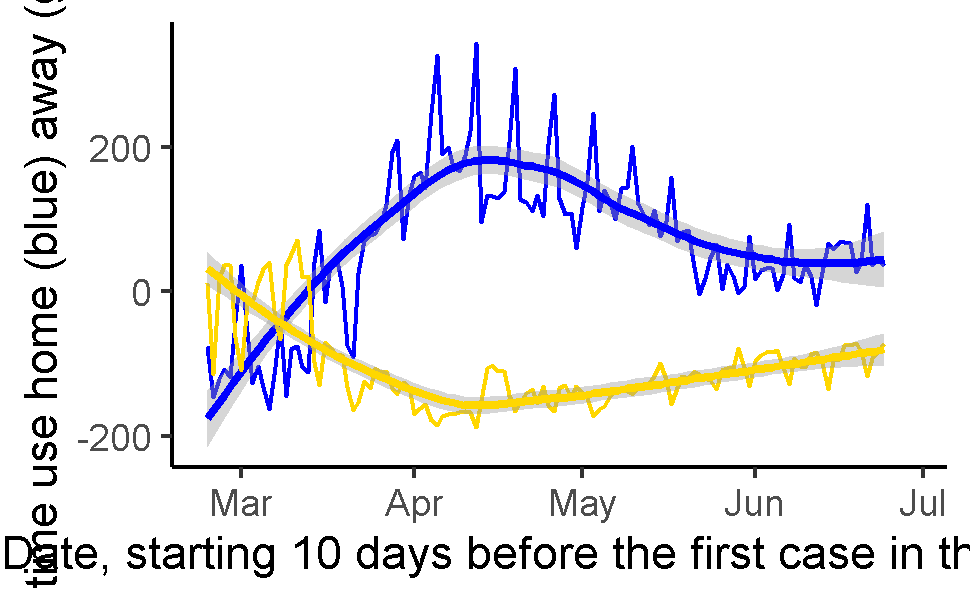 time use home (blue) away (
200
0
-200
Mar Apr May Jun Jul
Date, starting 10 days before the first case in th